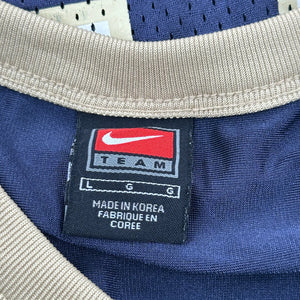 TEAM
L G G
MADE IN KOREA
FABRIQUE EN
COREE